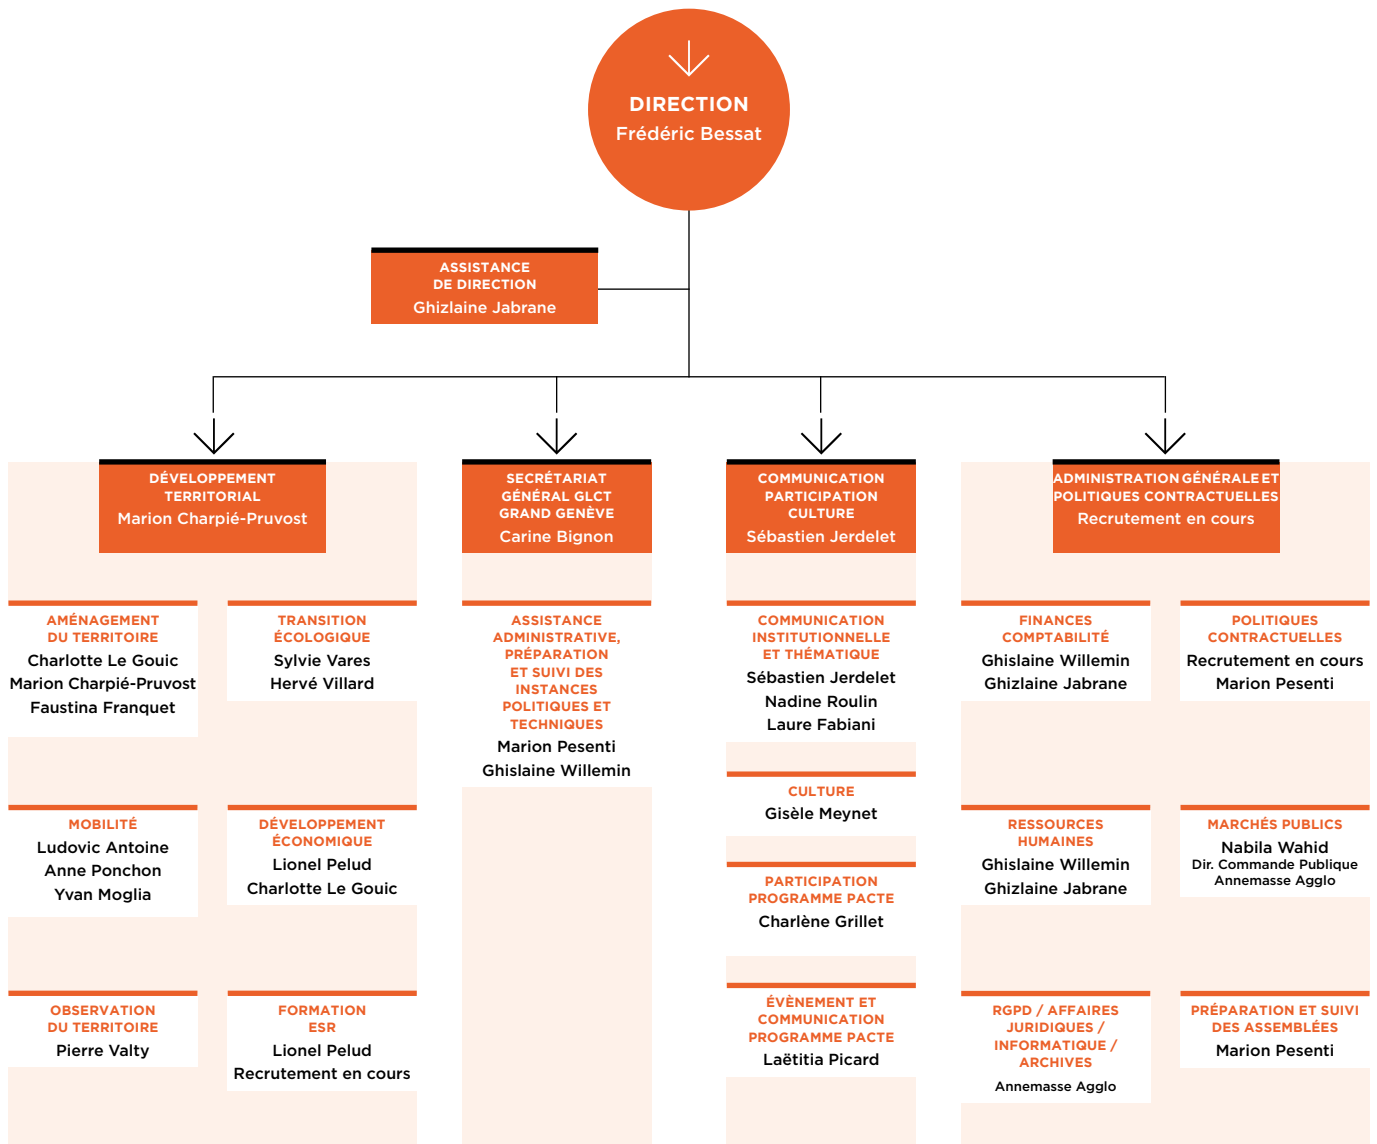 DIRECTION
Frédéric Bessat
ASSISTANCE
DE DIRECTION
Ghizlaine Jabrane
DÉVELOPPEMENT
TERRITORIAL
Marion Charpié-Pruvost
AMÉNAGEMENT
DU TERRITOIRE
Charlotte Le Gouic
Marion Charpié-Pruvost
Faustina Franquet
TRANSITION
ÉCOLOGIQUE
Sylvie Vares
Hervé Villard
MOBILITÉ
Ludovic Antoine
Anne Ponchon
Yvan Moglia
DÉVELOPPEMENT
ÉCONOMIQUE
Lionel Pelud
Charlotte Le Gouic
OBSERVATION
DU TERRITOIRE
Pierre Valty
FORMATION
ESR
Lionel Pelud
Recrutement en cours
SECRÉTARIAT
GÉNÉRAL GLCT
GRAND GENÈVE
Carine Bignon
ASSISTANCE
ADMINISTRATIVE,
PRÉPARATION
ET SUIVI DES
INSTANCES
POLITIQUES ET
TECHNIQUES
Marion Pesenti
Ghislaine Willemin
COMMUNICATION
PARTICIPATION
CULTURE
Sébastien Jerdelet
COMMUNICATION
INSTITUTIONNELLE
ET THÉMATIQUE
Sébastien Jerdelet
Nadine Roulin
Laure Fabiani
CULTURE
Gisèle Meynet
PARTICIPATION
PROGRAMME PACTE
Charlène Grillet
ÉVÈNEMENT ET
COMMUNICATION
PROGRAMME PACTE
Laëtitia Picard
ADMINISTRATION GÉNÉRALE ET
POLITIQUES CONTRACTUELLES
Recrutement en cours
FINANCES
COMPTABILITÉ
Ghislaine Willemin
Ghizlaine Jabrane
POLITIQUES
CONTRACTUELLES
Recrutement en cours
Marion Pesenti
RESSOURCES
HUMAINES
Ghislaine Willemin
Ghizlaine Jabrane
MARCHÉS PUBLICS
Nabila Wahid
Dir. Commande Publique
Annemasse Agglo
RGPD / AFFAIRES
JURIDIQUES /
INFORMATIQUE /
ARCHIVES
Annemasse Agglo
PRÉPARATION ET SUIVI
DES ASSEMBLÉES
Marion Pesenti